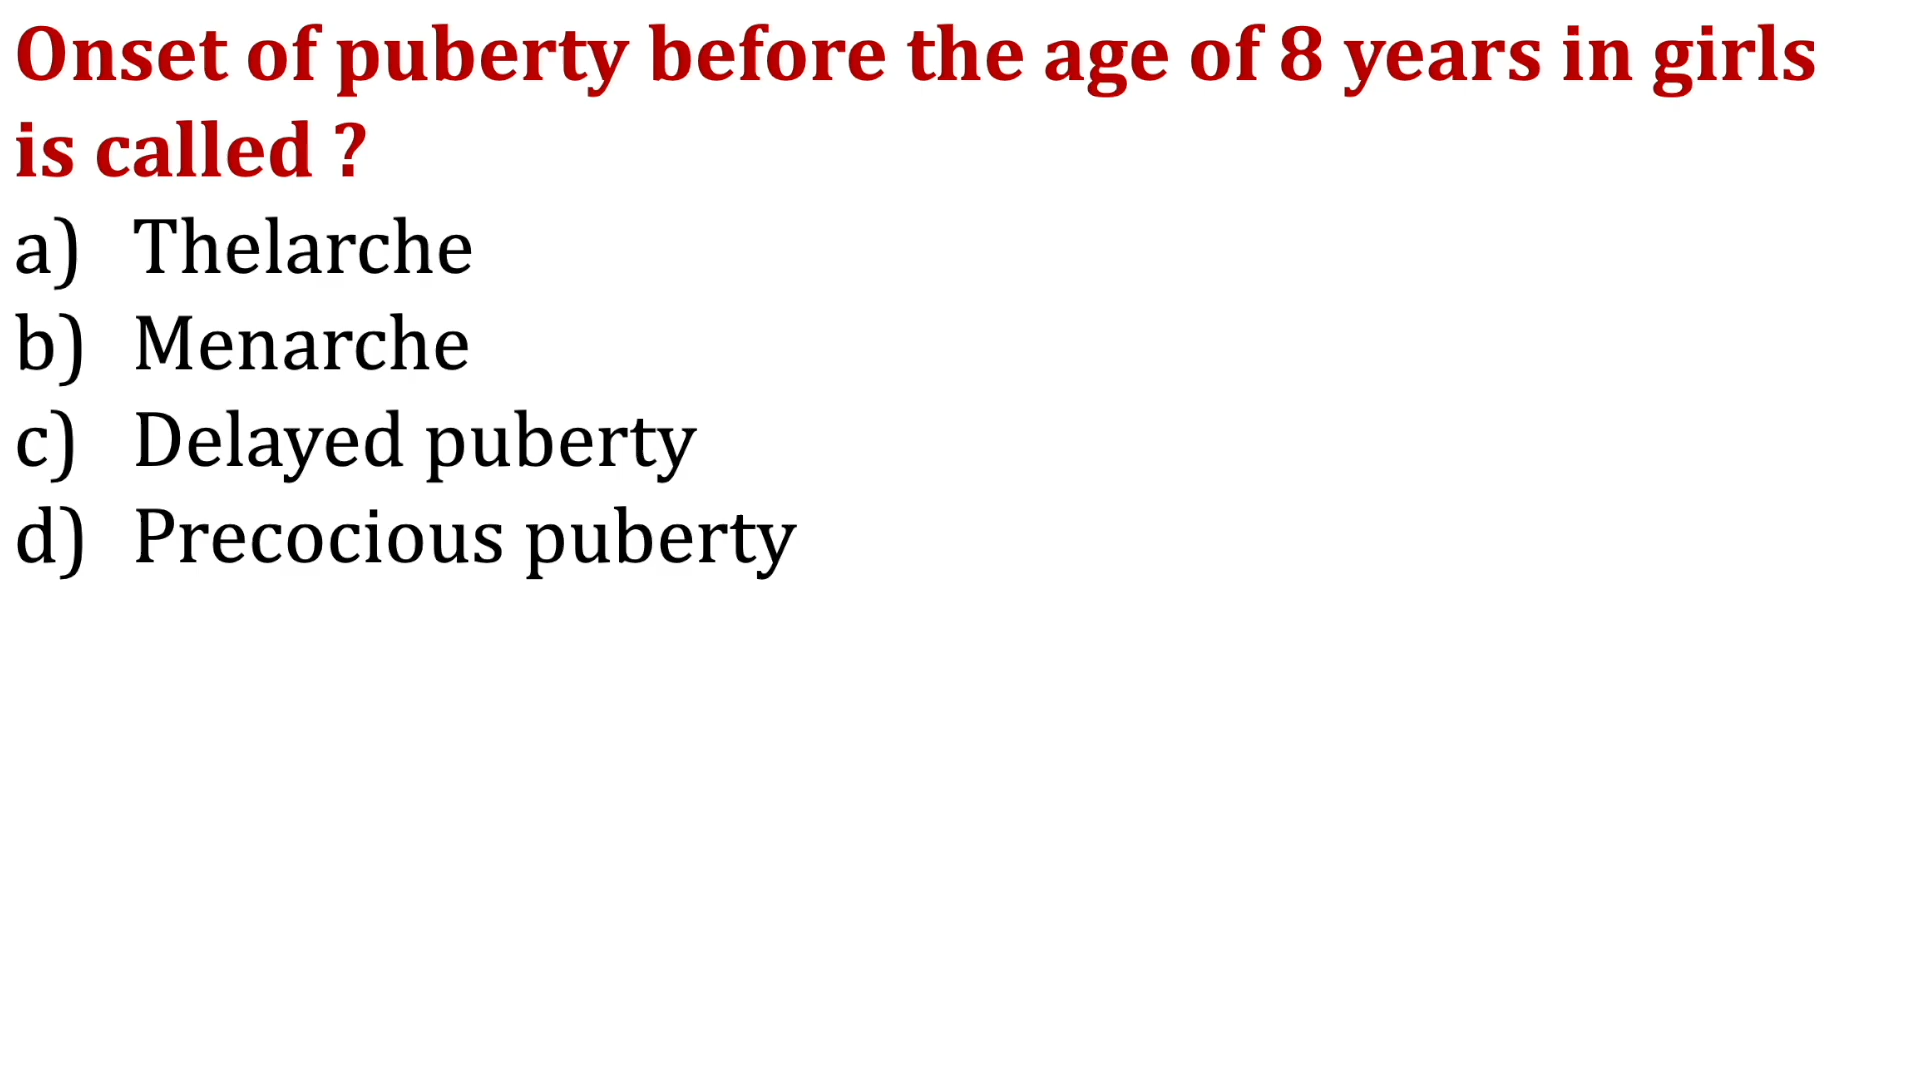 Onset of puberty before the age of 8 years in girls
is called ?
a) Thelarche
b) Menarche
c) Delayed puberty
d) Precocious puberty